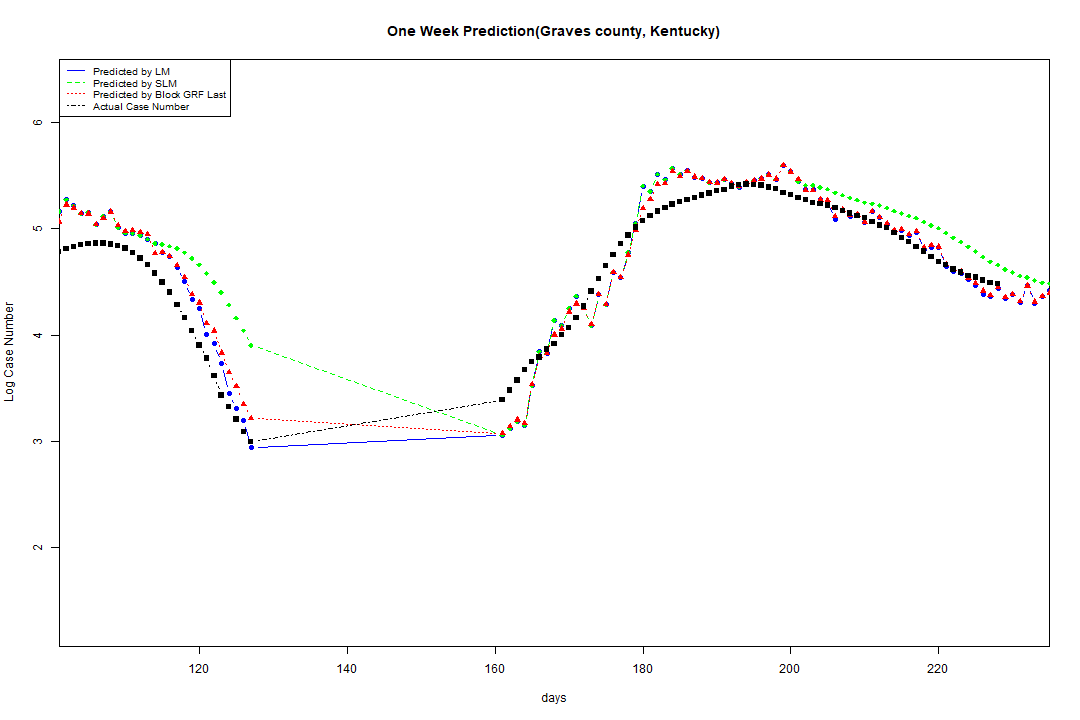 One Week Prediction(Graves county, Kentucky)
Predicted by LM
Predicted by SLM
Predicted by Block GRF Last
Actual Case Number
6
5
4
3
2
Log Case Number
120 140 160 180 200 220
days